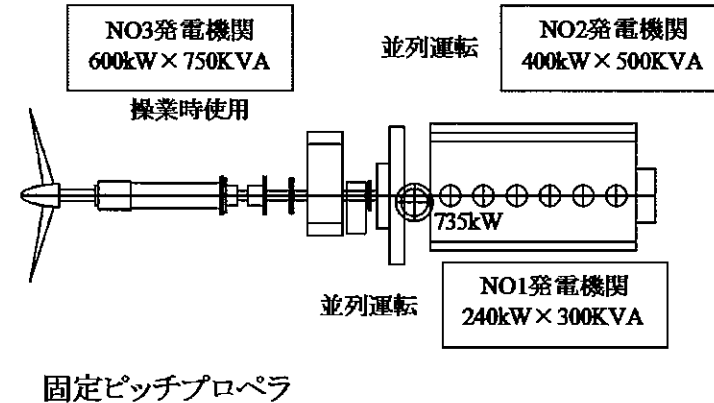 NO3発電機関
600kW×750KVA
操業時使用
並列運転
NO2発電機関
400kW×500KVA
735kW
並列運転
NO1発電機関
240kW×300KVA
固定ピッチプロペラ